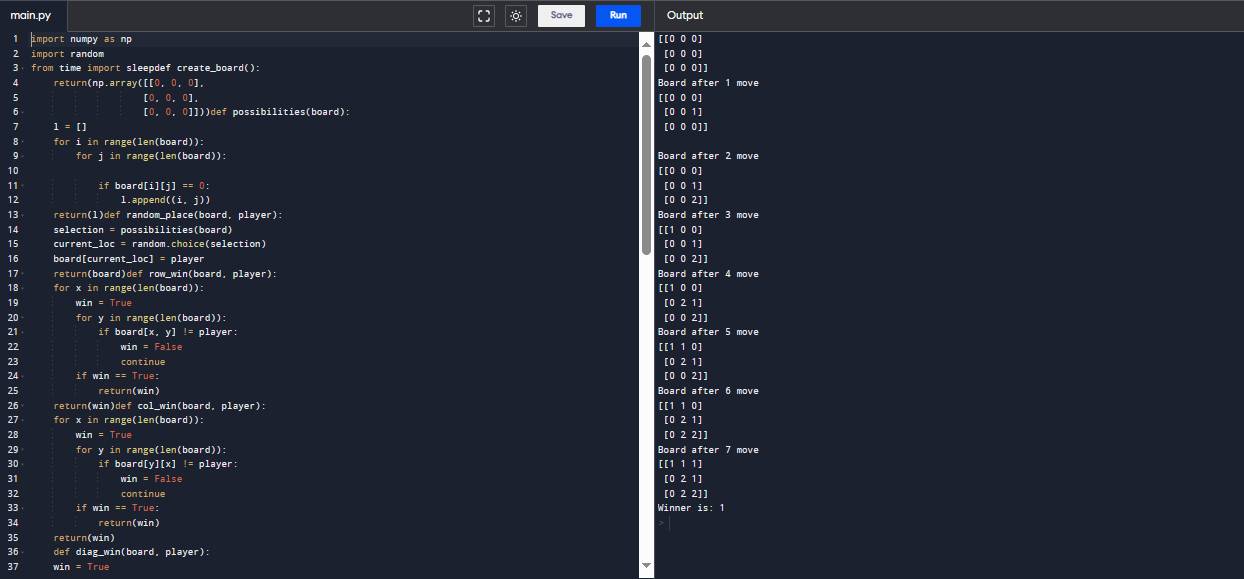 main.py
Save
Run
Output
1 import numpy as np
2 import random
3 from time import sleepdef create_board():
4 return(np.array([[0, 0, 0],
5 [0, 0, 0],
6 [0, 0, 0]]))def possibilities(board):
7 l = []
8 for i in range(len(board)):
9 for j in range(len(board)):
10
11 if board[i][j] == 0:
12 l.append((i, j))
13 return(l)def random_place(board, player):
14 selection = possibilities(board)
15 current_loc = random.choice(selection)
16 board[current_loc] = player
17 return(board)def row_win(board, player):
18 for x in range(len(board)):
19 win = True
20 for y in range(len(board)):
21 if board[x, y] != player:
22 win = False
23 continue
24 if win == True:
25 return(win)
26 return(win)def col_win(board, player):
27 for x in range(len(board)):
28 win = True
29 for y in range(len(board)):
30 if board[y][x] != player:
31 win = False
32 continue
33 if win == True:
34 return(win)
35 return(win)
36 def diag_win(board, player):
37 win = True
[[0 0 0]
[0 0 0]
[0 0 0]]
Board after 1 move
[[0 0 0]
[0 0 1]
[0 0 0]]
Board after 2 move
[[0 0 0]
[0 0 1]
[0 0 2]]
Board after 3 move
[[1 0 0]
[0 0 1]
[0 0 2]]
Board after 4 move
[[1 0 0]
[0 2 1]
[0 0 2]]
Board after 5 move
[[1 1 0]
[0 2 1]
[0 0 2]]
Board after 6 move
[[1 1 0]
[0 2 1]
[0 2 2]]
Board after 7 move
[[1 1 1]
[0 2 1]
[0 2 2]]
Winner is: 1
>